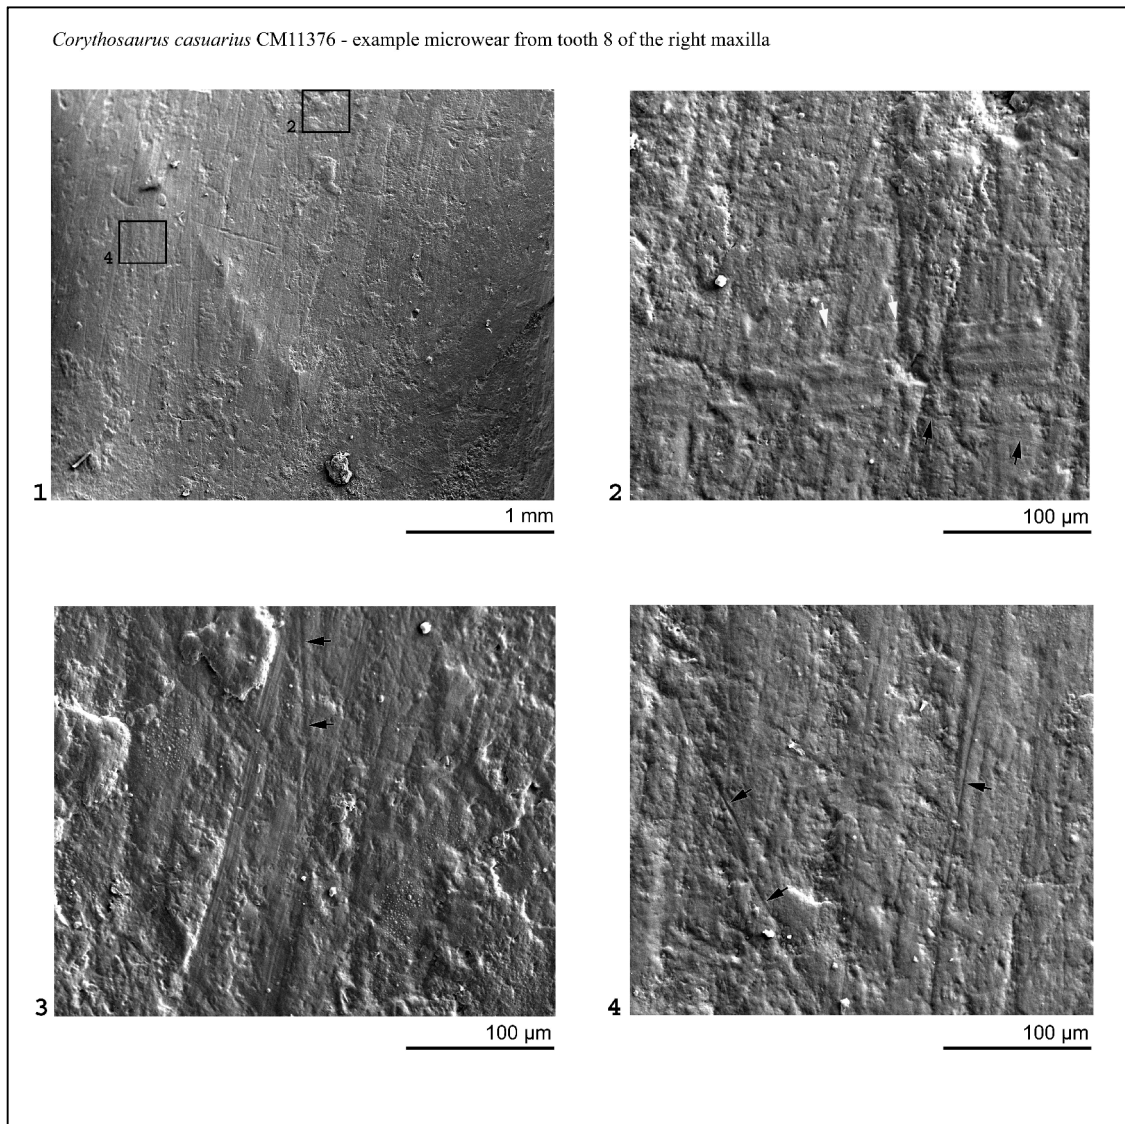 Corythosaurus casuarius CM11376 - example microwear from tooth 8 of the right maxilla
2
4
1
1 mm
2
100 µm
3
100 µm
4
100 µm